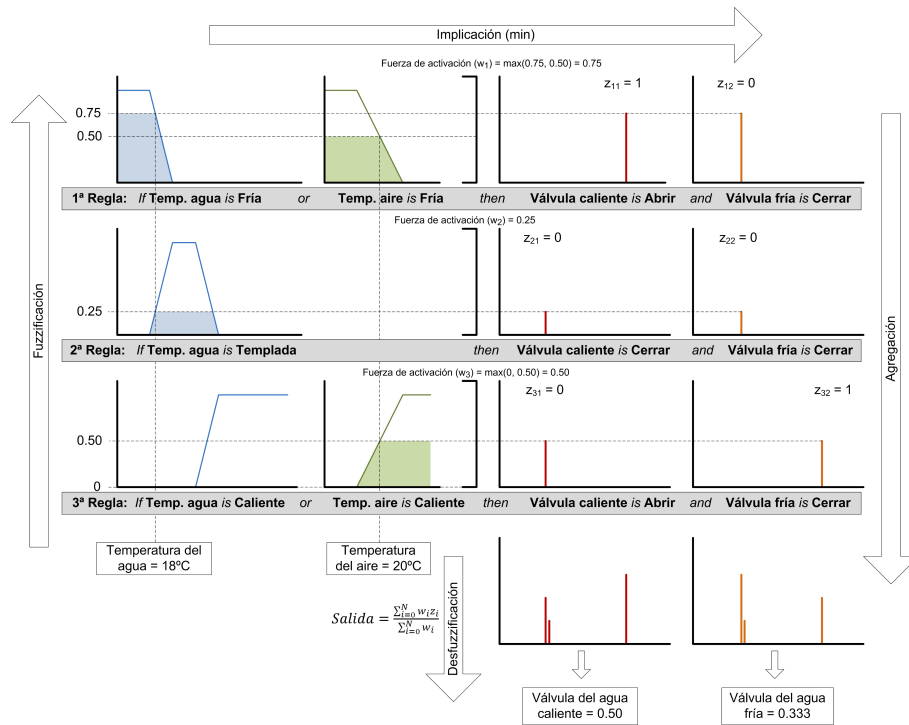 Implicación (min)
Fuerza de activación (w₁) = max(0.75, 0.50) = 0.75
z₁₁ = 1
z₁₂ = 0
0.75
0.50
1ª Regla: If Temp. agua is Fría or Temp. aire is Fría then Válvula caliente is Abrir and Válvula fría is Cerrar
Fuerza de activación (w₂) = 0.25
z₂₁ = 0
z₂₂ = 0
0.25
2ª Regla: If Temp. agua is Templada then Válvula caliente is Cerrar and Válvula fría is Cerrar
Fuerza de activación (w₃) = max(0, 0.50) = 0.50
z₃₁ = 0
z₃₂ = 1
0.50
0
3ª Regla: If Temp. agua is Caliente or Temp. aire is Caliente then Válvula caliente is Abrir and Válvula fría is Cerrar
Fuzzificación
Agregación
Temperatura del
agua = 18ºC
Temperatura
del aire = 20ºC
Salida = ∑ᵢ₌₀ᴺ wᵢzᵢ / ∑ᵢ₌₀ᴺ wᵢ
Desfuzzificación
Válvula del agua
caliente = 0.50
Válvula del agua
fría = 0.333